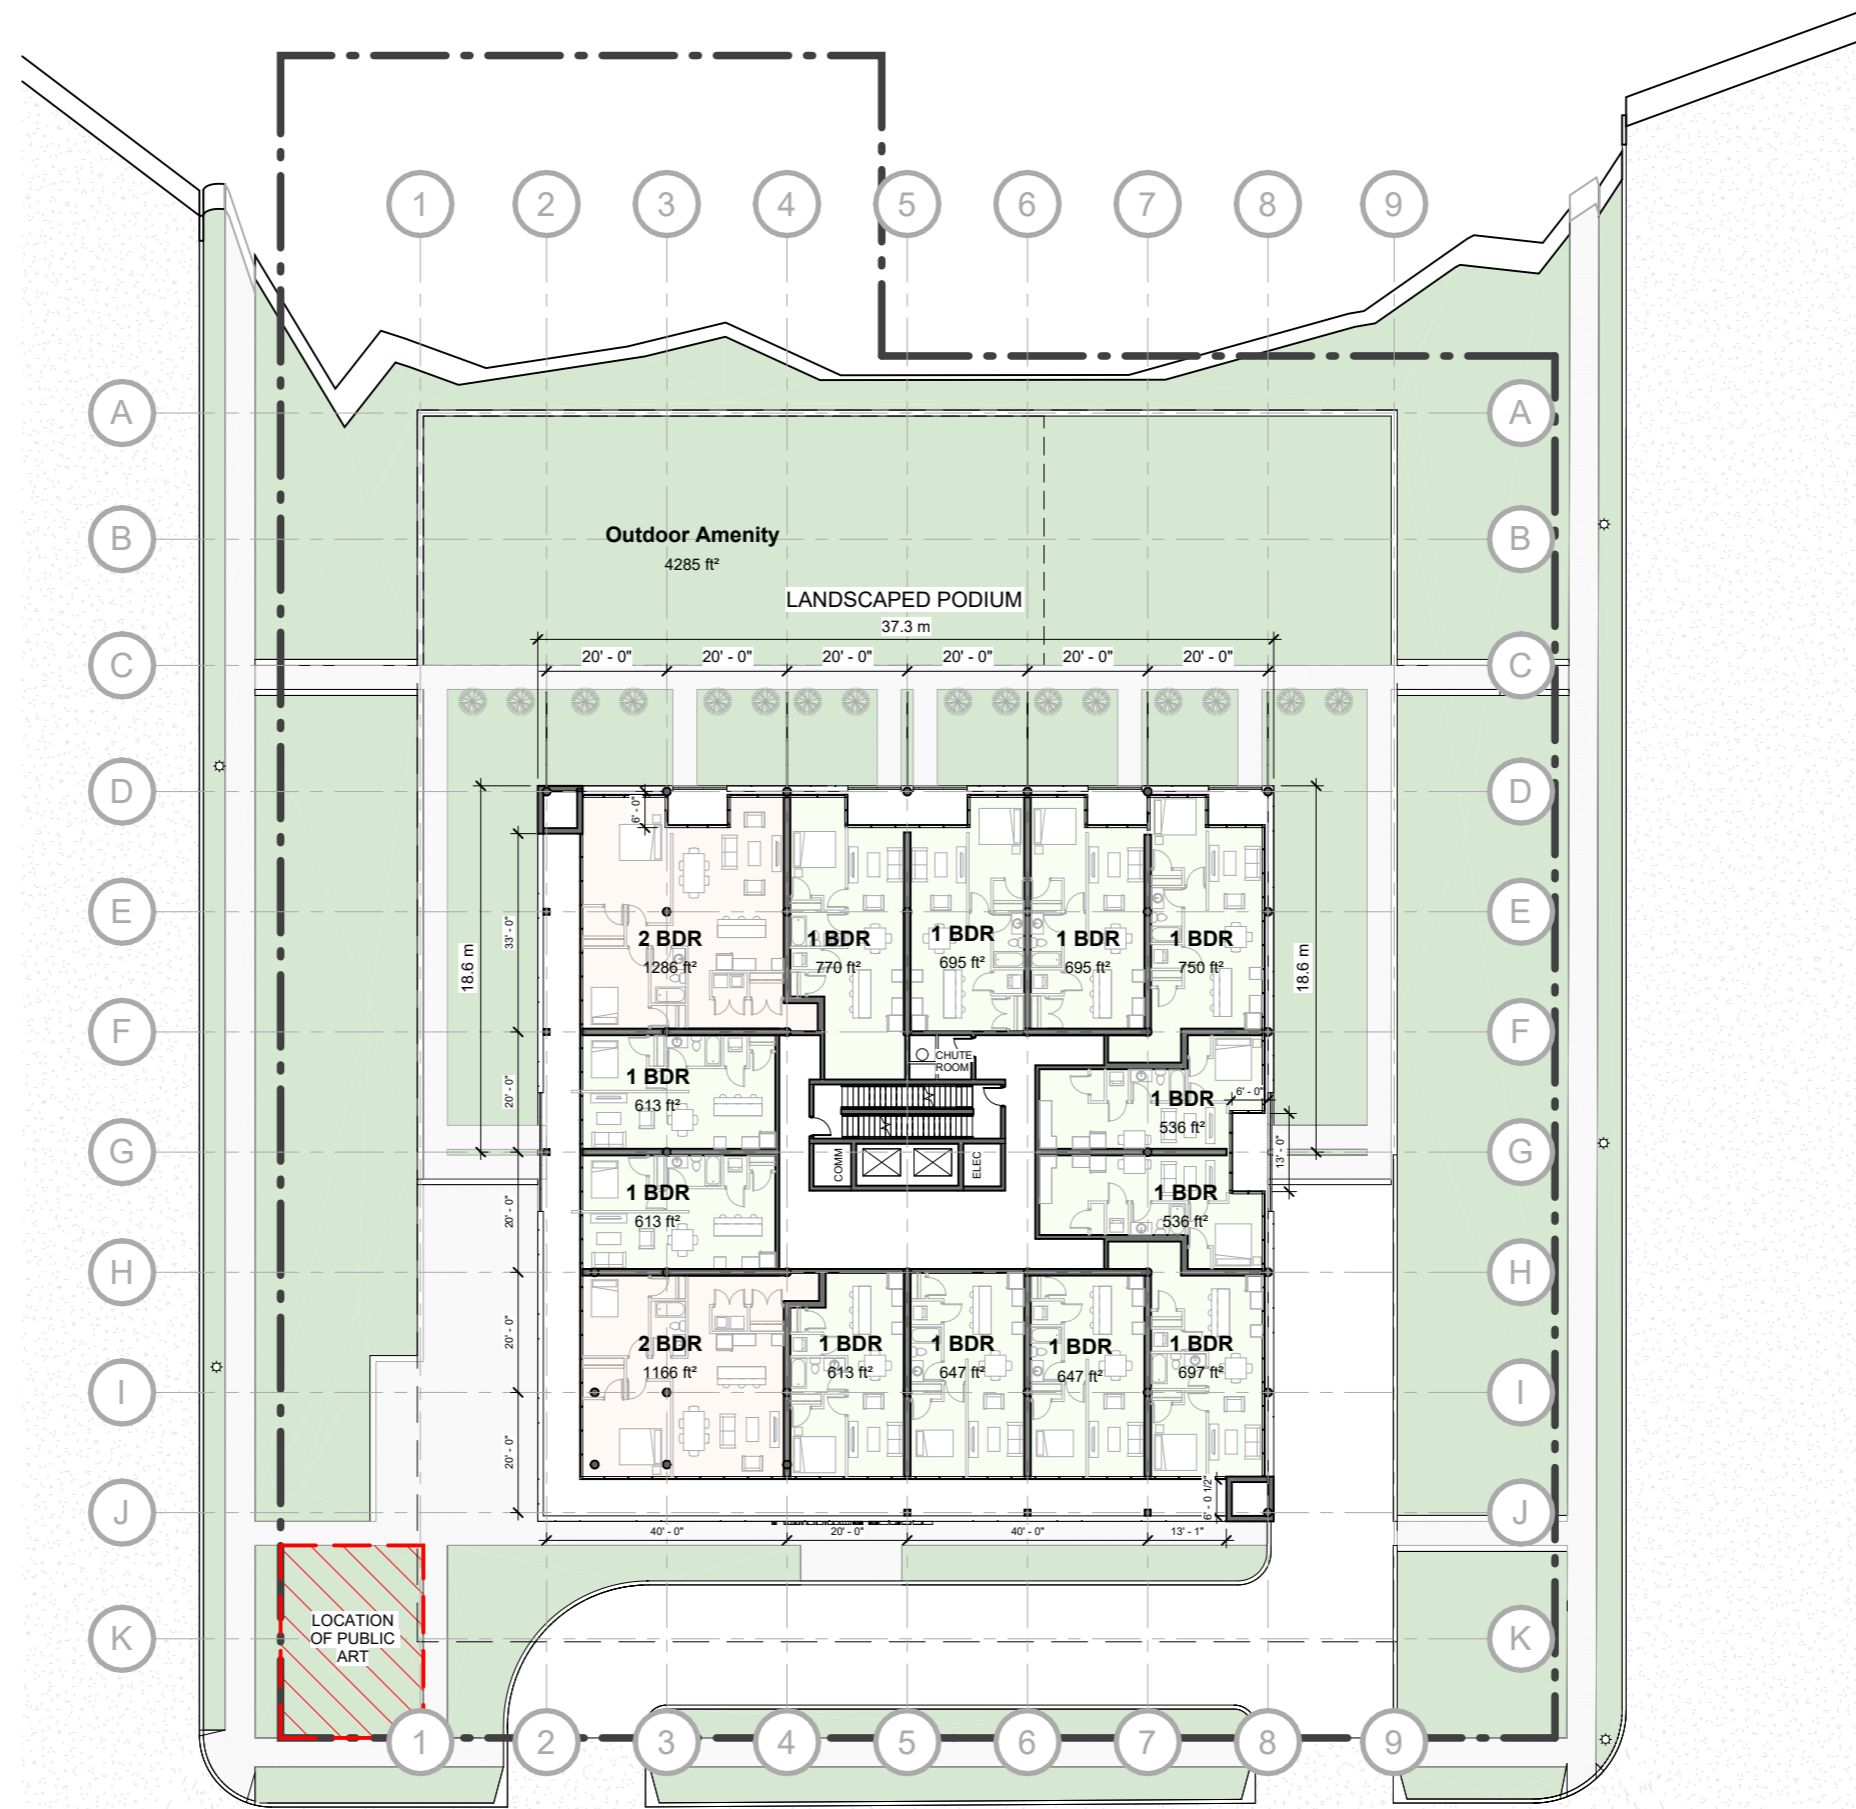 1 2 3 4 5 6 7 8 9
A A
B B
Outdoor Amenity
4285 ft²
LANDSCAPED PODIUM
37.3 m
C C
20' - 0" 20' - 0" 20' - 0" 20' - 0" 20' - 0" 20' - 0"
D D
6' - 0"
E E
33' - 0"
18.6 m
18.6 m
2 BDR
1286 ft²
1 BDR
770 ft²
1 BDR
695 ft²
1 BDR
695 ft²
1 BDR
750 ft²
F F
CHUTE
ROOM
20' - 0"
1 BDR
613 ft²
1 BDR
536 ft²
6' - 0"
G G
COMM
ELEC
13' - 0"
20' - 0"
1 BDR
613 ft²
1 BDR
536 ft²
H H
20' - 0"
2 BDR
1166 ft²
1 BDR
613 ft²
1 BDR
647 ft²
1 BDR
647 ft²
1 BDR
697 ft²
I I
20' - 0"
6' - 0 1/2"
J J
40' - 0" 20' - 0" 40' - 0" 13' - 1"
LOCATION
OF PUBLIC
ART
K K
1 2 3 4 5 6 7 8 9